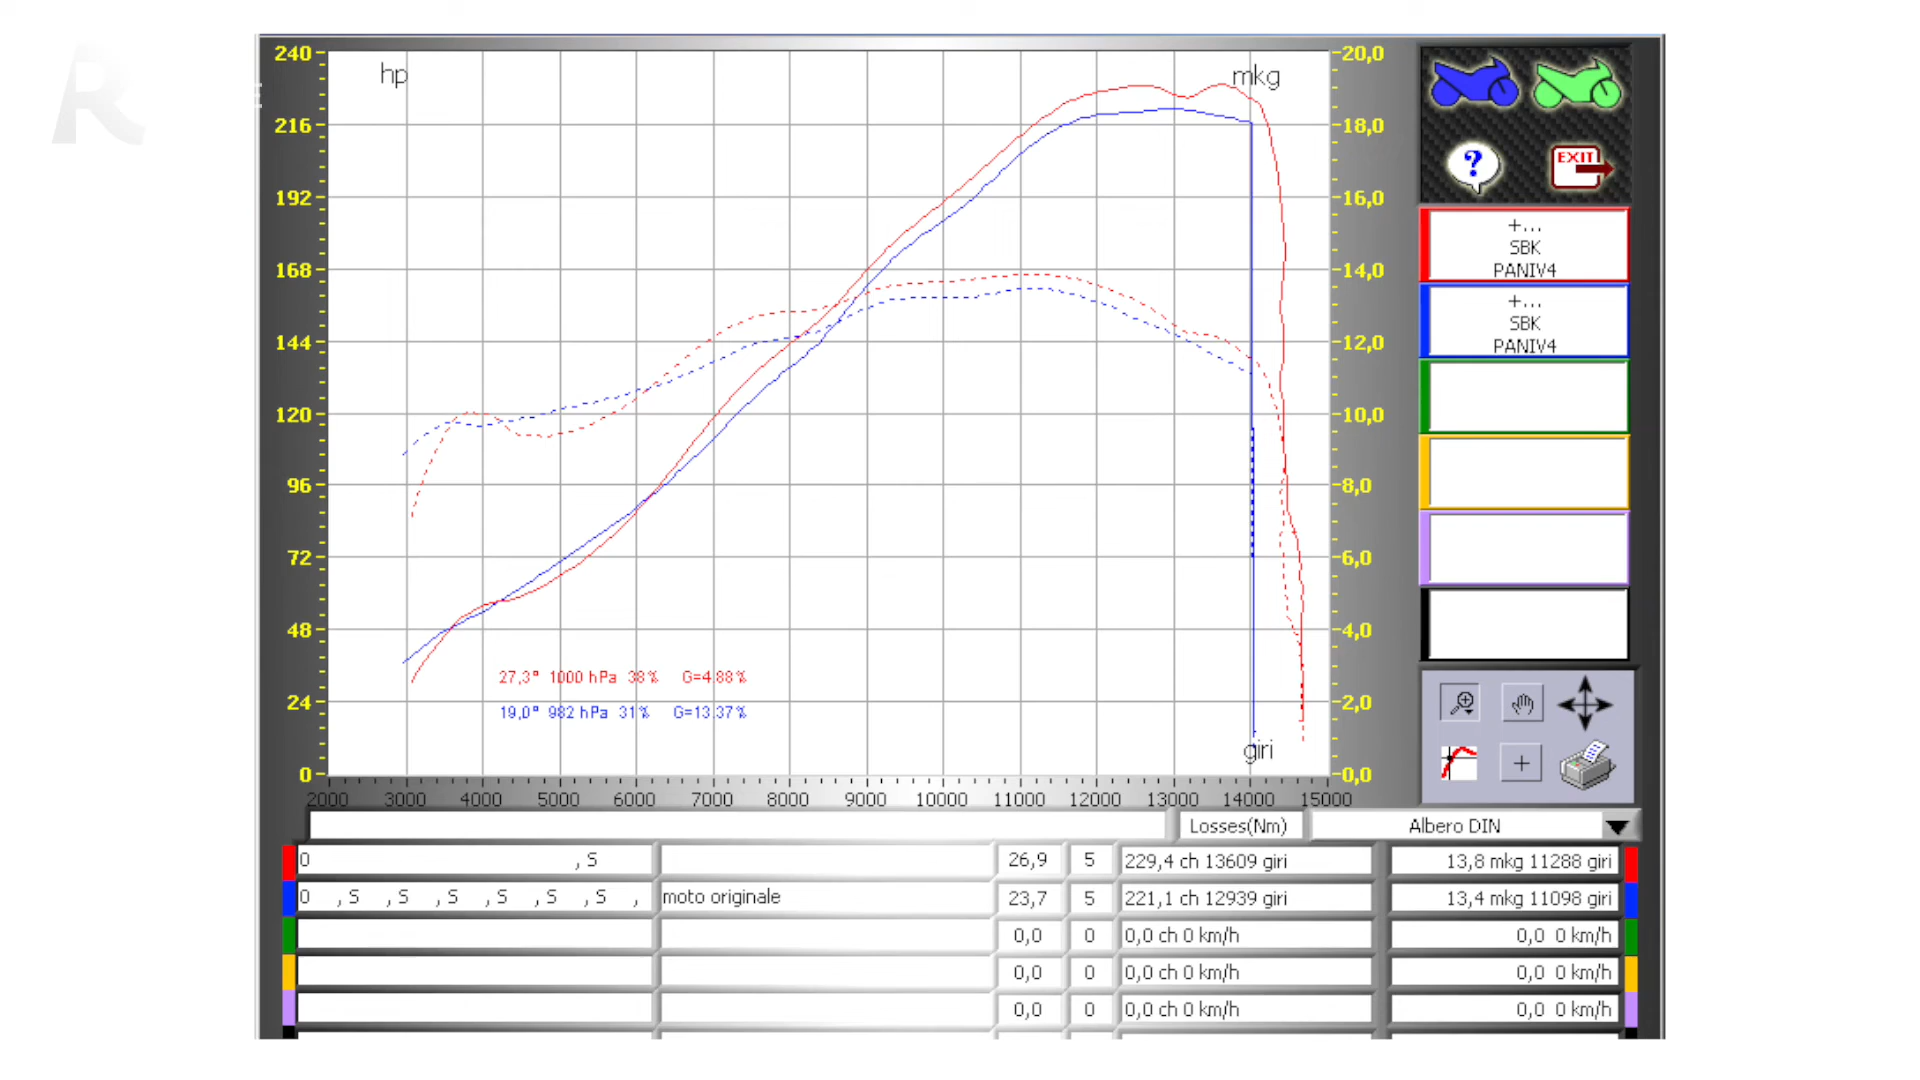 R
240
216
192
168
144
120
96
72
48
24
0
hp
mkg
20,0
18,0
16,0
14,0
12,0
10,0
8,0
6,0
4,0
2,0
0,0
27,3° 1000 hPa 38% G=4.88%
19,0° 982 hPa 31% G=13.37%
giri
2000 3000 4000 5000 6000 7000 8000 9000 10000 11000 12000 13000 14000 15000
?
EXIT
+...
SBK
PANIV4
+...
SBK
PANIV4
+
Losses(Nm) Albero DIN
0 , S 26,9 5 229,4 ch 13609 giri 13,8 mkg 11288 giri
0 , S , S , S , S , S , S , moto originale 23,7 5 221,1 ch 12939 giri 13,4 mkg 11098 giri
0,0 0 0,0 ch 0 km/h 0,0 0 km/h
0,0 0 0,0 ch 0 km/h 0,0 0 km/h
0,0 0 0,0 ch 0 km/h 0,0 0 km/h